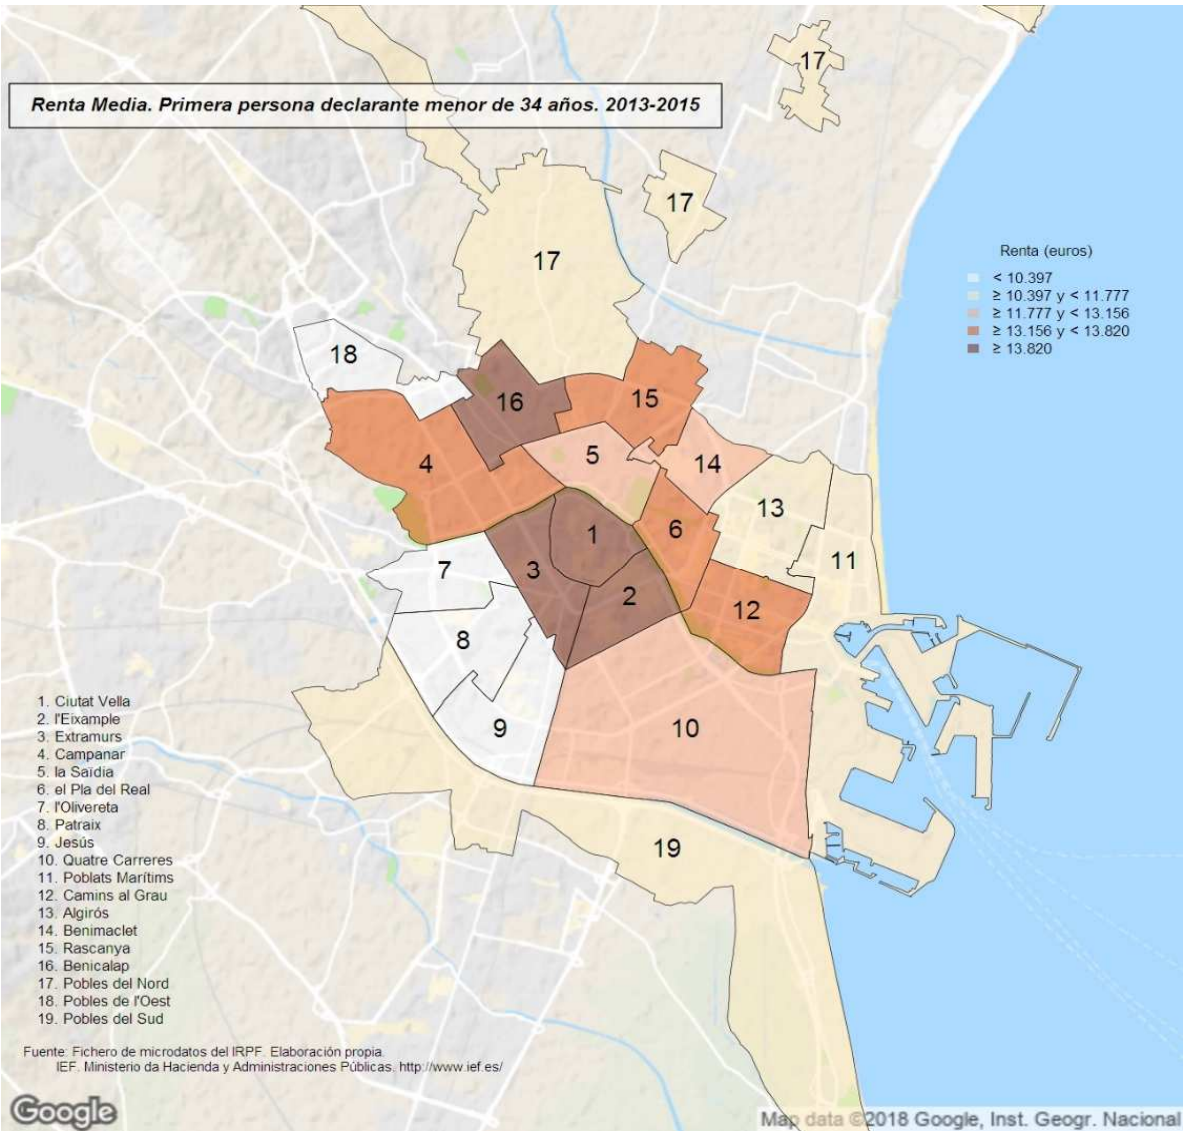 17
Renta Media. Primera persona declarante menor de 34 años. 2013-2015
17
17
Renta (euros)
< 10.397
≥ 10.397 y < 11.777
≥ 11.777 y < 13.156
≥ 13.156 y < 13.820
≥ 13.820
18
16
15
4
5
14
13
6
1
11
7
3
2
12
8
9
10
19
1. Ciutat Vella
2. l'Eixample
3. Extramurs
4. Campanar
5. la Saïdia
6. el Pla del Real
7. l'Olivereta
8. Patraix
9. Jesús
10. Quatre Carreres
11. Poblats Marítims
12. Camins al Grau
13. Algirós
14. Benimaclet
15. Rascanya
16. Benicalap
17. Pobles del Nord
18. Pobles de l'Oest
19. Pobles del Sud
Fuente: Fichero de microdatos del IRPF. Elaboración propia.
IEF. Ministerio da Hacienda y Administraciones Públicas. http://www.ief.es/
Google
Map data ©2018 Google, Inst. Geogr. Nacional